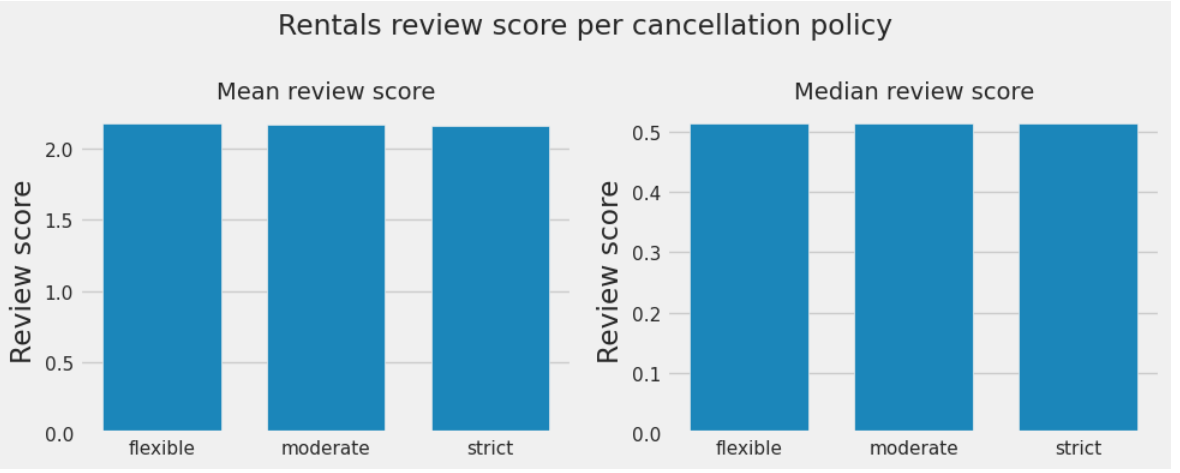 Rentals review score per cancellation policy
Mean review score
Review score
2.0
1.5
1.0
0.5
0.0
flexible moderate strict
Median review score
Review score
0.5
0.4
0.3
0.2
0.1
0.0
flexible moderate strict